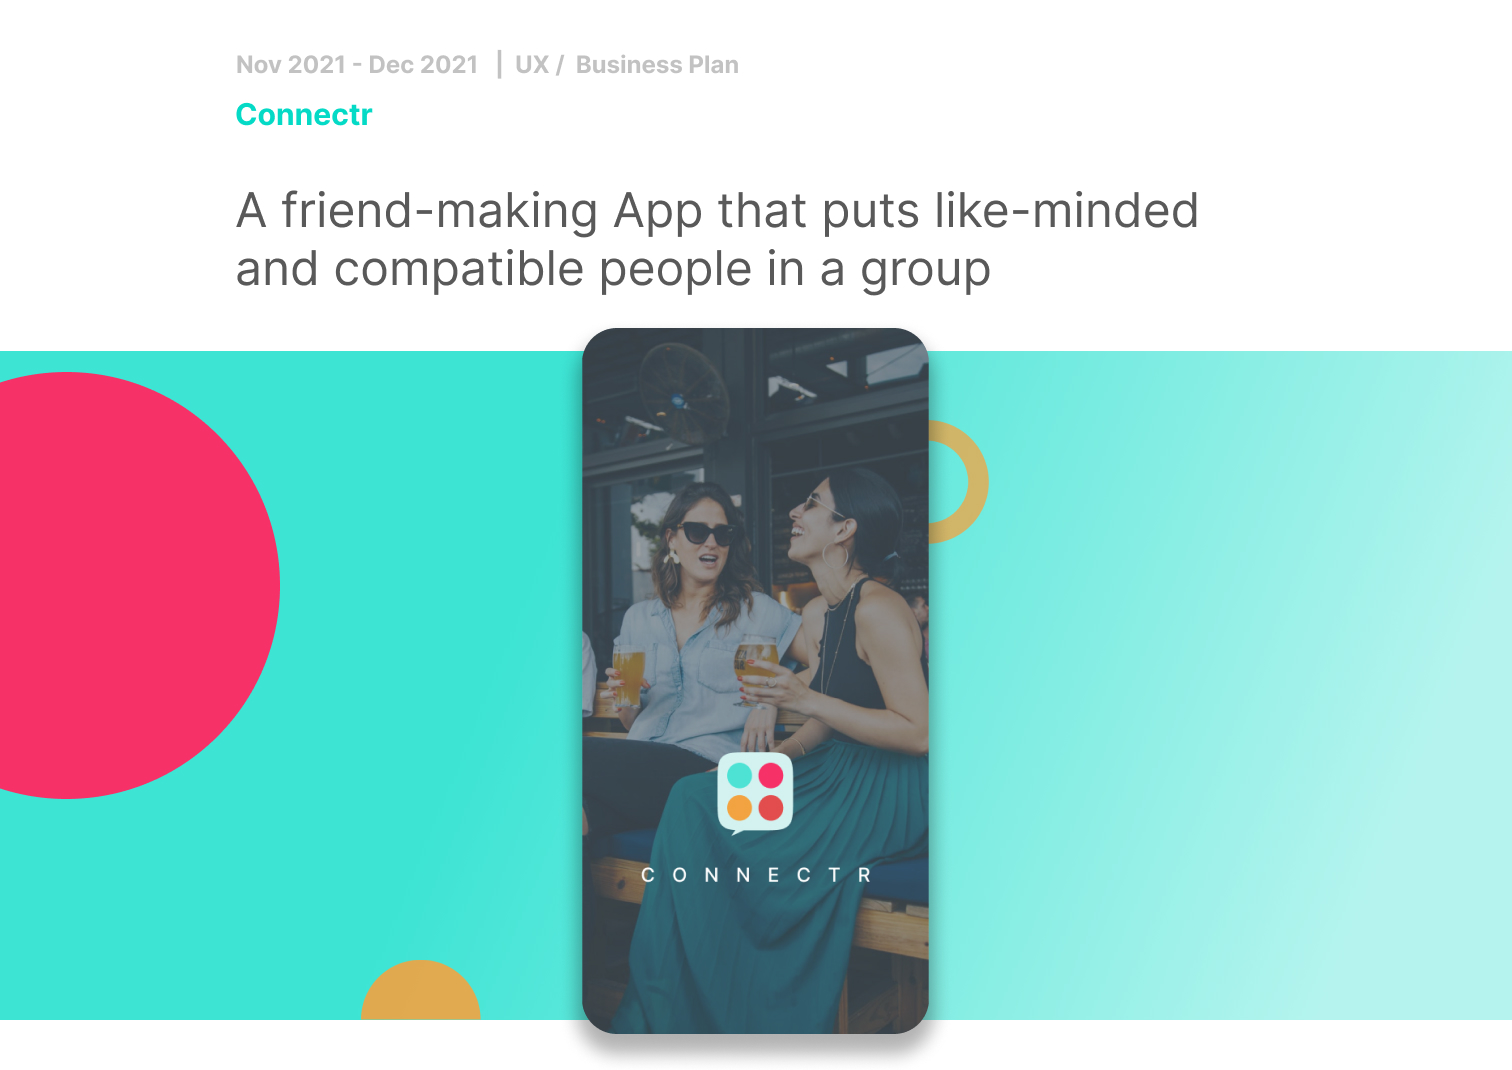 Nov 2021 - Dec 2021 | UX / Business Plan
Connectr
A friend-making App that puts like-minded
and compatible people in a group
CONNECTR